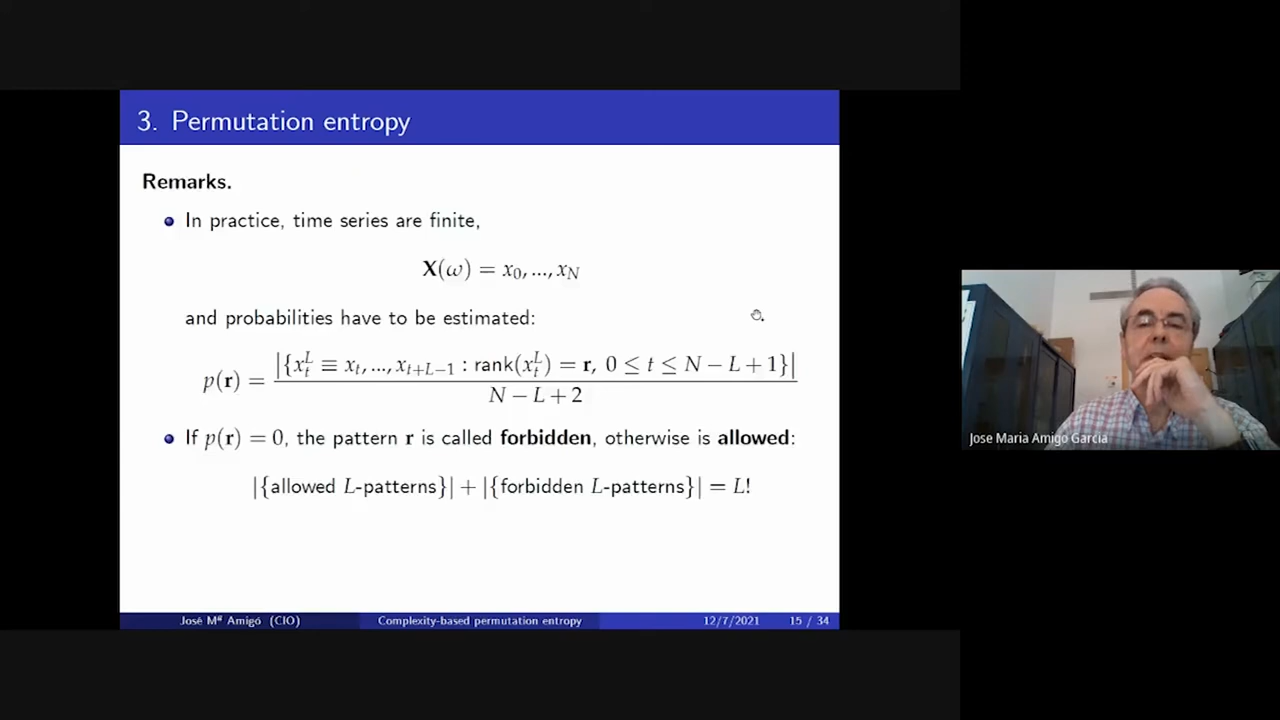 3. Permutation entropy
Remarks.
In practice, time series are finite,
X(ω) = x₀, ..., x_N
and probabilities have to be estimated:
p(r) = |{x_t^L ≡ x_t, ..., x_{t+L−1} : rank(x_t^L) = r, 0 ≤ t ≤ N − L + 1}| / N − L + 2
If p(r) = 0, the pattern r is called forbidden, otherwise is allowed:
|{allowed L-patterns}| + |{forbidden L-patterns}| = L!
José Mª Amigó (CIO) Complexity-based permutation entropy 12/7/2021 15 / 34
Jose Maria Amigo Garcia